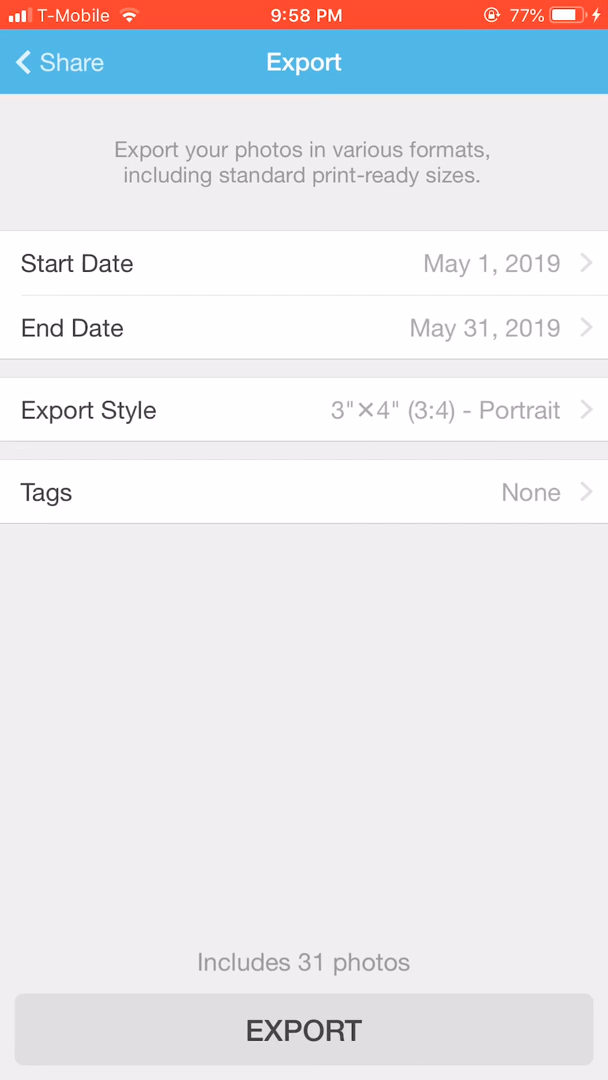 T-Mobile 9:58 PM 77%
Share Export
Export your photos in various formats,
including standard print-ready sizes.
Start Date May 1, 2019
End Date May 31, 2019
Export Style 3"×4" (3:4) - Portrait
Tags None
Includes 31 photos
EXPORT